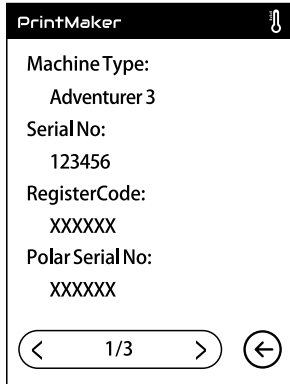 PrintMaker
Machine Type:
Adventurer 3
Serial No:
123456
RegisterCode:
XXXXXX
Polar Serial No:
XXXXXX
1/3